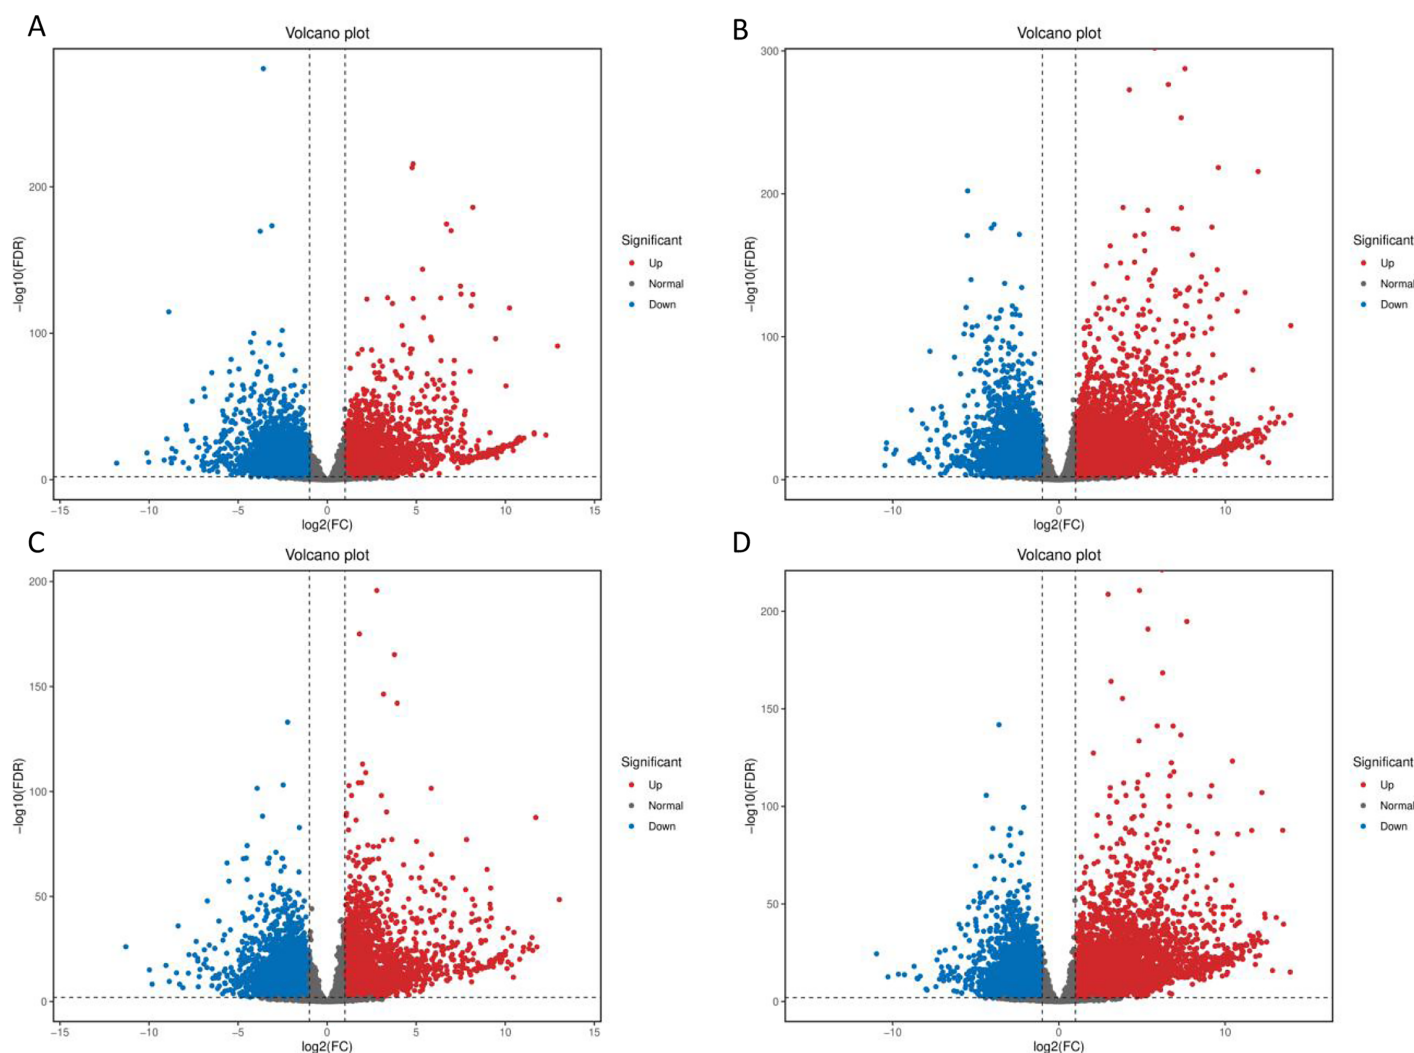 A
Volcano plot
200
100
0
−log10(FDR)
−15 −10 −5 0 5 10 15
log2(FC)
Significant
Up
Normal
Down
B
Volcano plot
300
200
100
0
−log10(FDR)
−10 0 10
log2(FC)
Significant
Up
Normal
Down
C
Volcano plot
200
150
100
50
0
−log10(FDR)
−15 −10 −5 0 5 10 15
log2(FC)
Significant
Up
Normal
Down
D
Volcano plot
200
150
100
50
0
−log10(FDR)
−10 0 10
log2(FC)
Significant
Up
Normal
Down